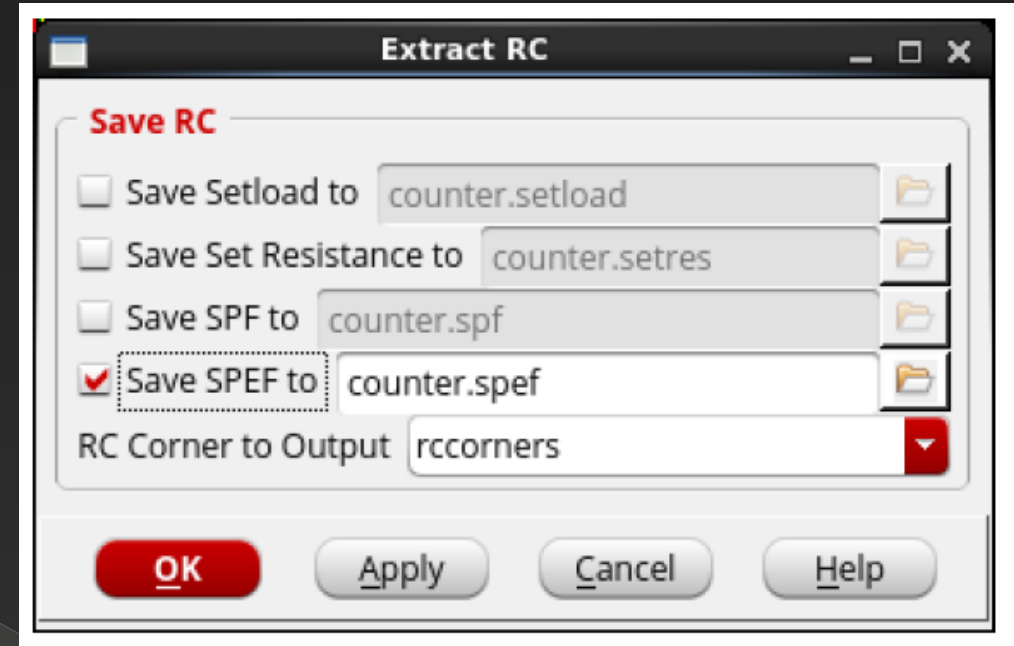 Extract RC
Save RC
Save Setload to counter.setload
Save Set Resistance to counter.setres
Save SPF to counter.spf
Save SPEF to counter.spef
RC Corner to Output rccorners
OK Apply Cancel Help